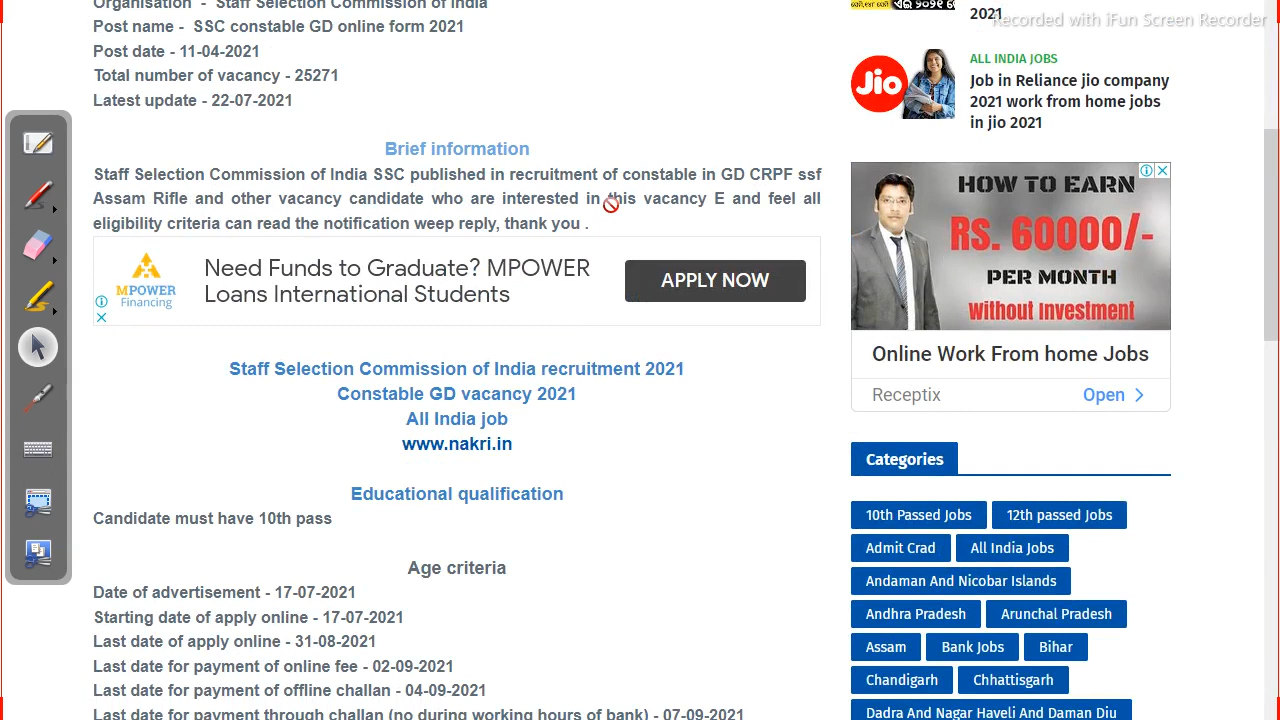 Organisation - Staff Selection Commission of India
Post name - SSC constable GD online form 2021
Post date - 11-04-2021
Total number of vacancy - 25271
Latest update - 22-07-2021
Brief information
Staff Selection Commission of India SSC published in recruitment of constable in GD CRPF ssf
Assam Rifle and other vacancy candidate who are interested in this vacancy E and feel all
eligibility criteria can read the notification weep reply, thank you .
MPOWER
Financing
Need Funds to Graduate? MPOWER
Loans International Students
APPLY NOW
Staff Selection Commission of India recruitment 2021
Constable GD vacancy 2021
All India job
www.nakri.in
Educational qualification
Candidate must have 10th pass
Age criteria
Date of advertisement - 17-07-2021
Starting date of apply online - 17-07-2021
Last date of apply online - 31-08-2021
Last date for payment of online fee - 02-09-2021
Last date for payment of offline challan - 04-09-2021
Last date for payment through challan (no during working hours of bank) - 07-09-2021
2021
Recorded with iFun Screen Recorder
Jio
ALL INDIA JOBS
Job in Reliance jio company
2021 work from home jobs
in jio 2021
HOW TO EARN
RS. 60000/-
PER MONTH
Without Investment
Online Work From home Jobs
Receptix
Open
Categories
10th Passed Jobs
12th passed Jobs
Admit Crad
All India Jobs
Andaman And Nicobar Islands
Andhra Pradesh
Arunchal Pradesh
Assam
Bank Jobs
Bihar
Chandigarh
Chhattisgarh
Dadra And Nagar Haveli And Daman Diu